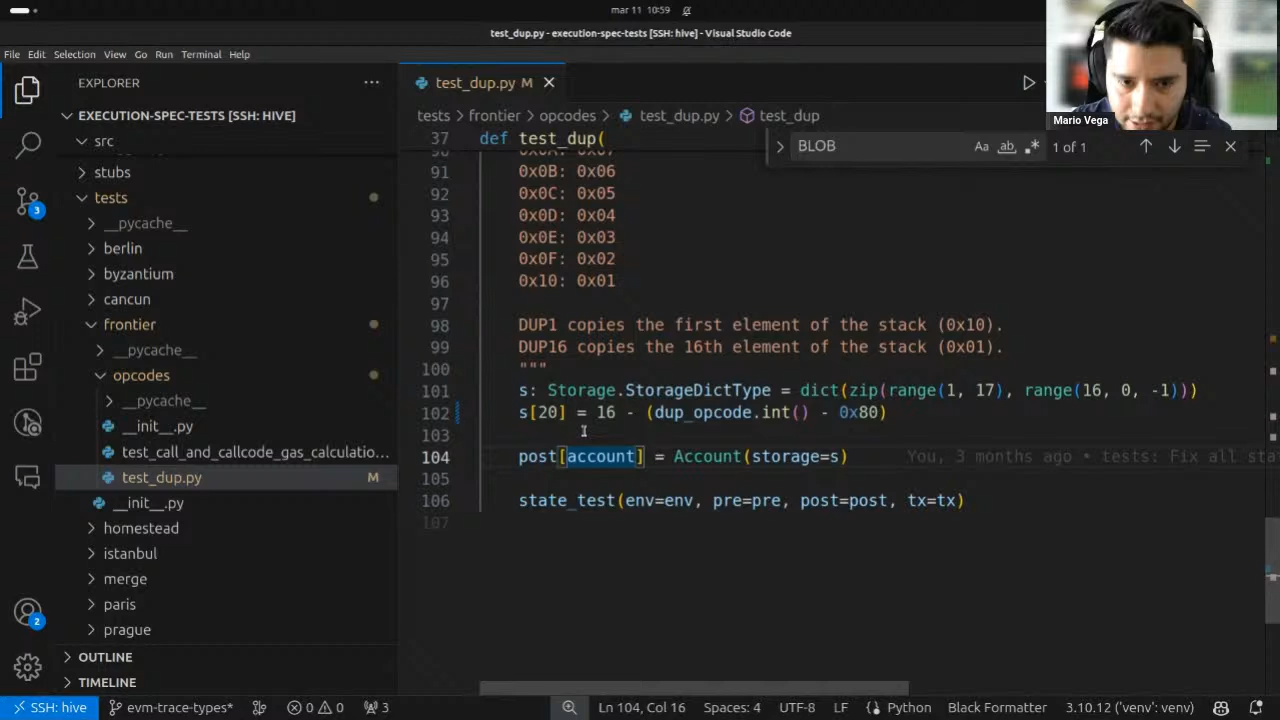 mar 11 10:59
test_dup.py - execution-spec-tests [SSH: hive] - Visual Studio Code
File Edit Selection View Go Run Terminal Help
Mario Vega
EXPLORER
EXECUTION-SPEC-TESTS [SSH: HIVE]
src
stubs
tests
__pycache__
berlin
byzantium
cancun
frontier
__pycache__
opcodes
__pycache__
__init__.py
test_call_and_callcode_gas_calculatio...
test_dup.py M
__init__.py
homestead
istanbul
merge
paris
prague
OUTLINE
TIMELINE
3
2
test_dup.py M
tests > frontier > opcodes > test_dup.py > test_dup
BLOB Aa ab .* 1 of 1
37 def test_dup(
91 0x0B: 0x06
92 0x0C: 0x05
93 0x0D: 0x04
94 0x0E: 0x03
95 0x0F: 0x02
96 0x10: 0x01
97
98 DUP1 copies the first element of the stack (0x10).
99 DUP16 copies the 16th element of the stack (0x01).
100 """
101 s: Storage.StorageDictType = dict(zip(range(1, 17), range(16, 0, -1)))
102 s[20] = 16 - (dup_opcode.int() - 0x80)
103
104 post[account] = Account(storage=s) You, 3 months ago • tests: Fix all sta
105
106 state_test(env=env, pre=pre, post=post, tx=tx)
107
SSH: hive evm-trace-types* 0 0 3 Ln 104, Col 16 Spaces: 4 UTF-8 LF Python 3.10.12 ('venv': venv) Black Formatter